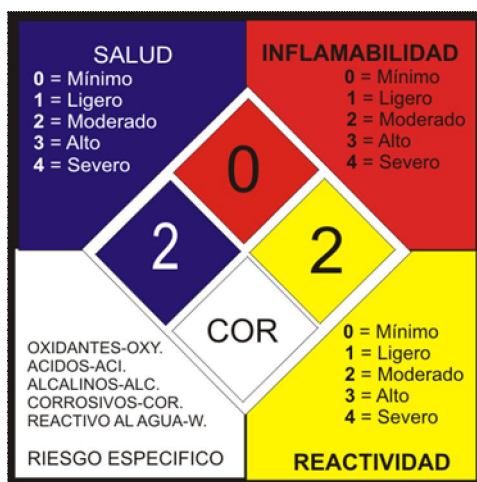 SALUD
0 = Mínimo
1 = Ligero
2 = Moderado
3 = Alto
4 = Severo
INFLAMABILIDAD
0 = Mínimo
1 = Ligero
2 = Moderado
3 = Alto
4 = Severo
0
2
2
COR
OXIDANTES-OXY.
ACIDOS-ACI.
ALCALINOS-ALC.
CORROSIVOS-COR.
REACTIVO AL AGUA-W.
RIESGO ESPECIFICO
0 = Mínimo
1 = Ligero
2 = Moderado
3 = Alto
4 = Severo
REACTIVIDAD